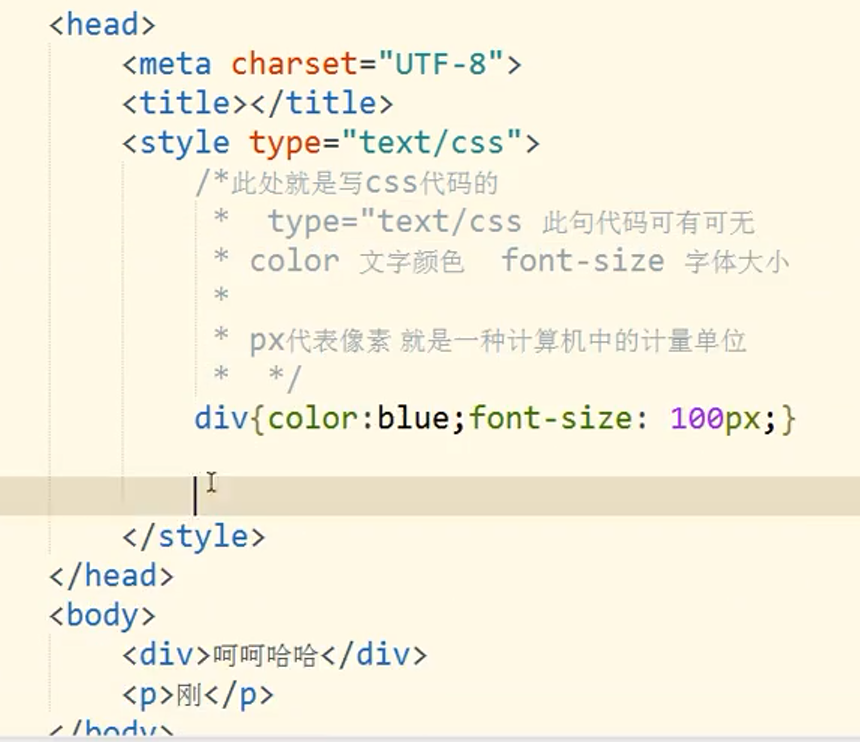 <head>
<meta charset="UTF-8">
<title></title>
<style type="text/css">
/*此处就是写css代码的
*  type="text/css 此句代码可有可无
* color 文字颜色  font-size 字体大小
*
* px代表像素 就是一种计算机中的计量单位
*  */
div{color:blue;font-size: 100px;}
</style>
</head>
<body>
<div>呵呵哈哈</div>
<p>刚</p>
</body>